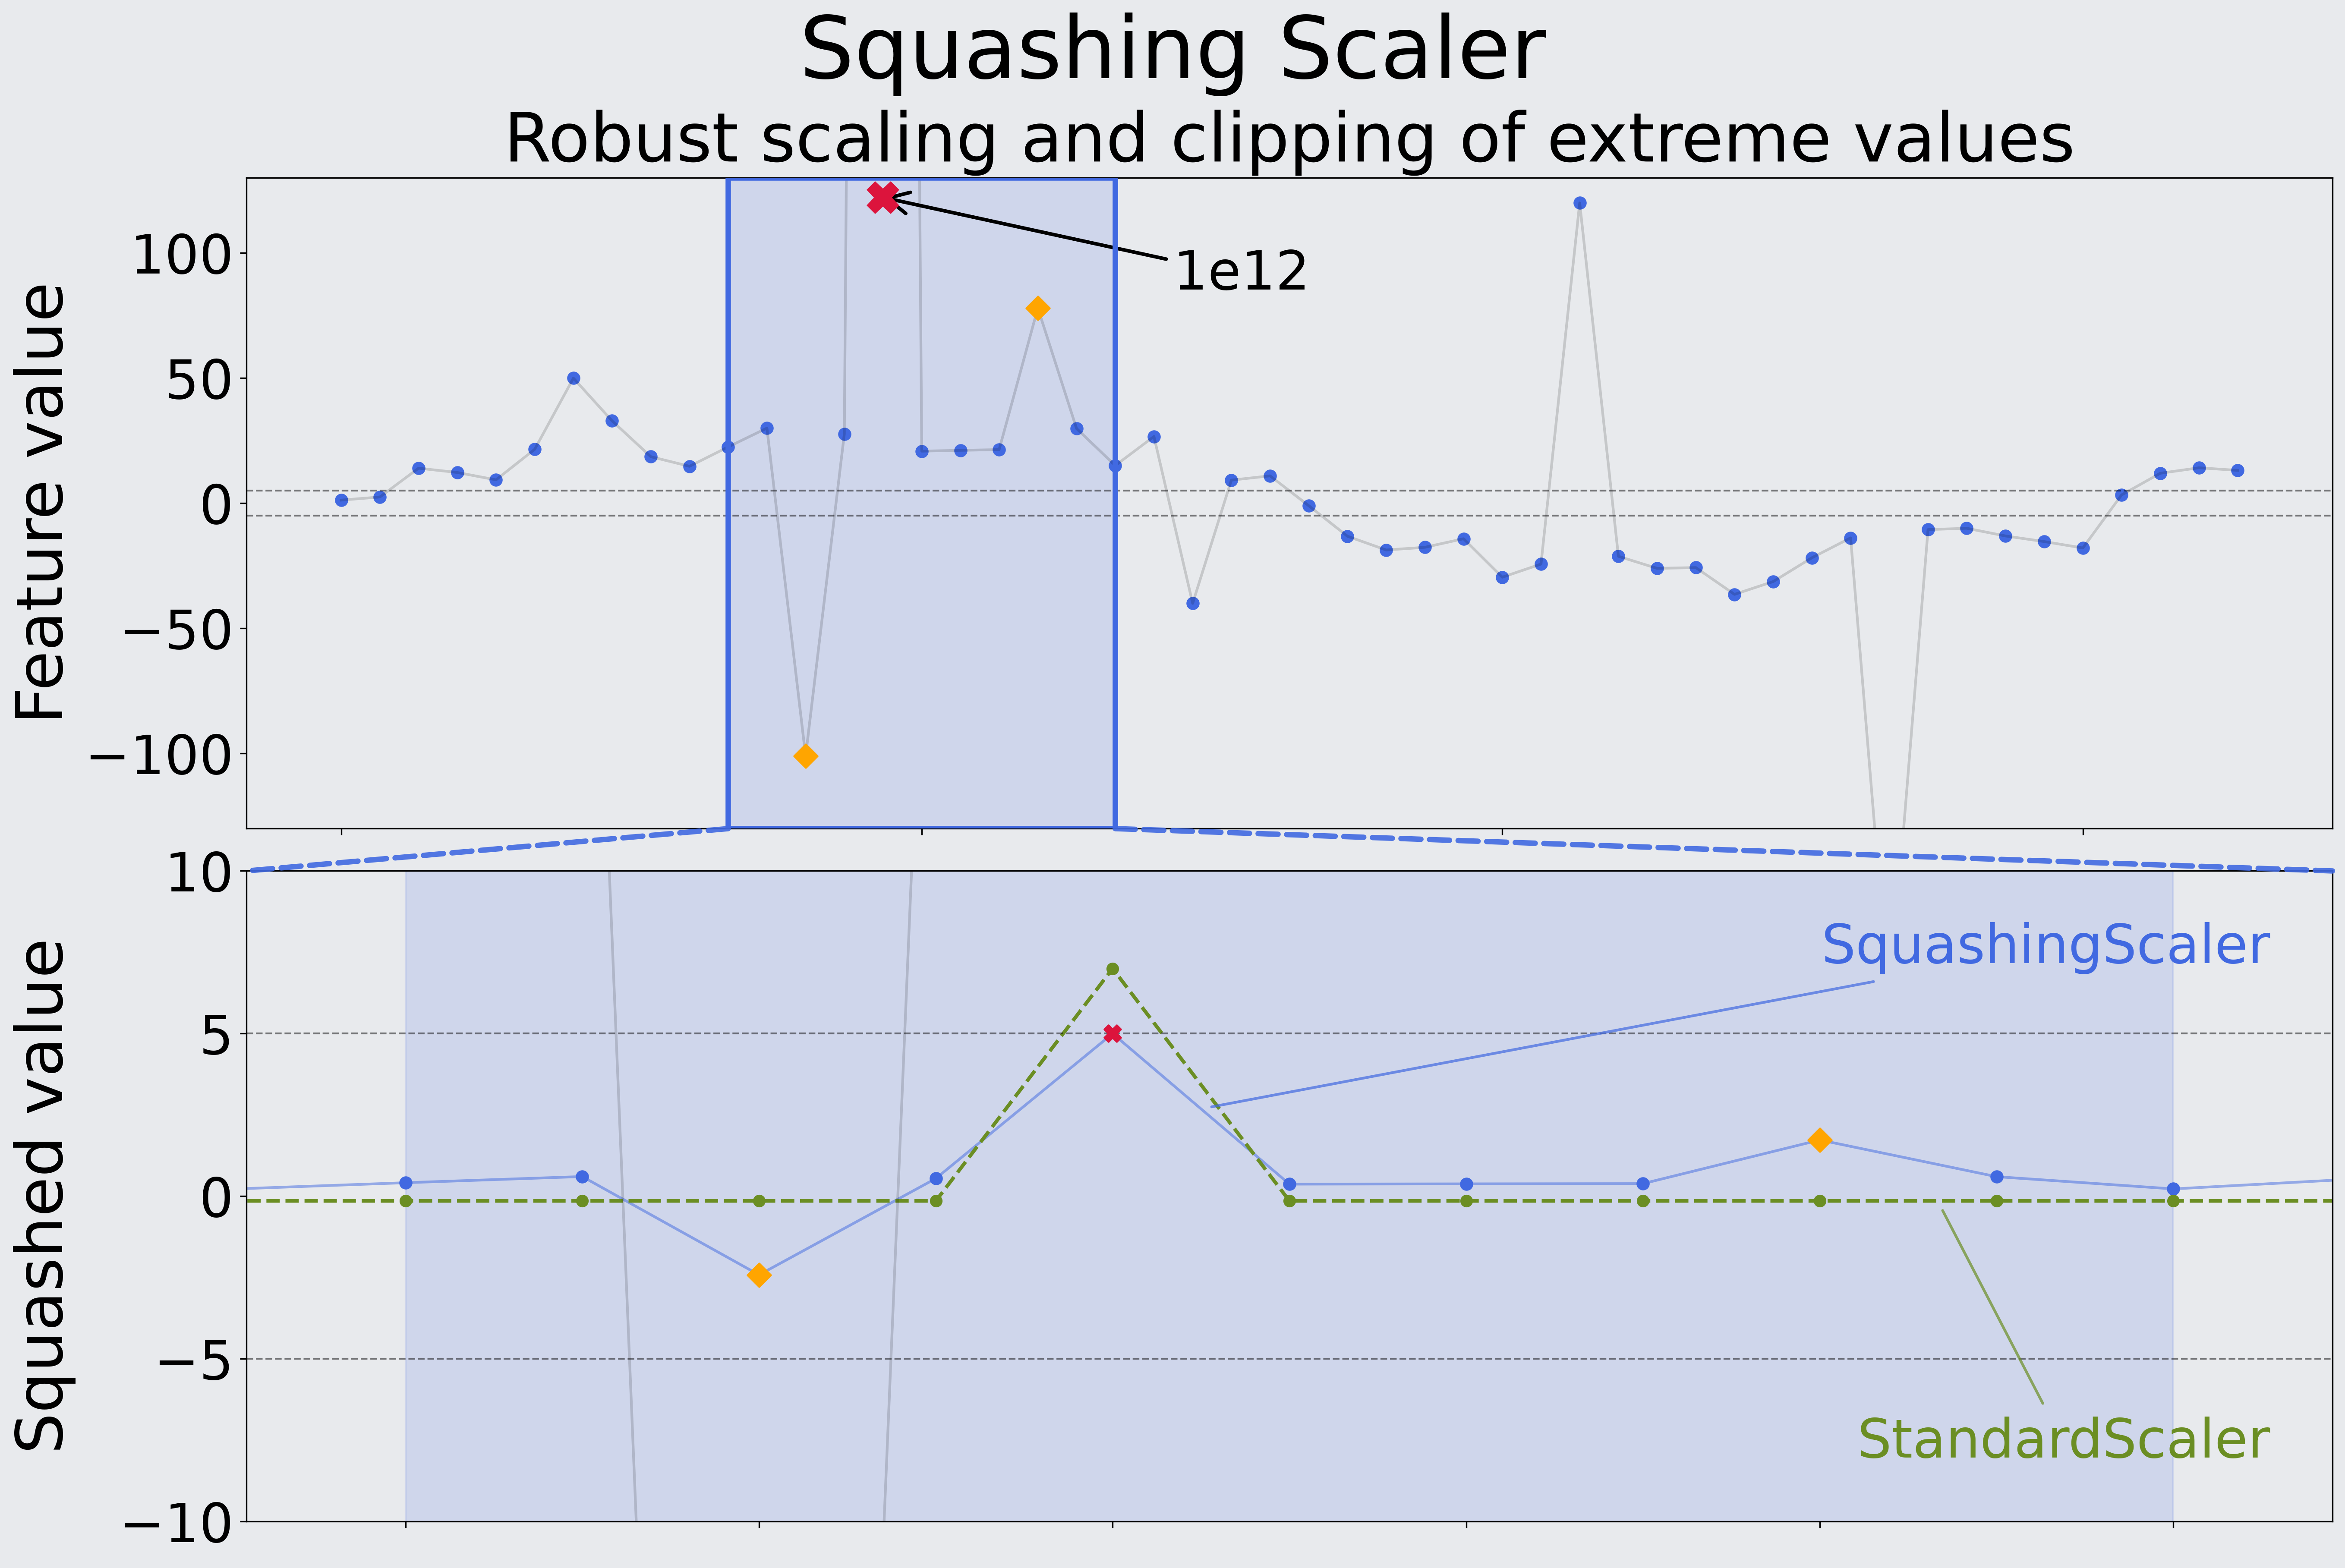 Squashing Scaler
Robust scaling and clipping of extreme values
Feature value
100
50
0
−50
−100
1e12
Squashed value
10
5
0
−5
−10
SquashingScaler
StandardScaler